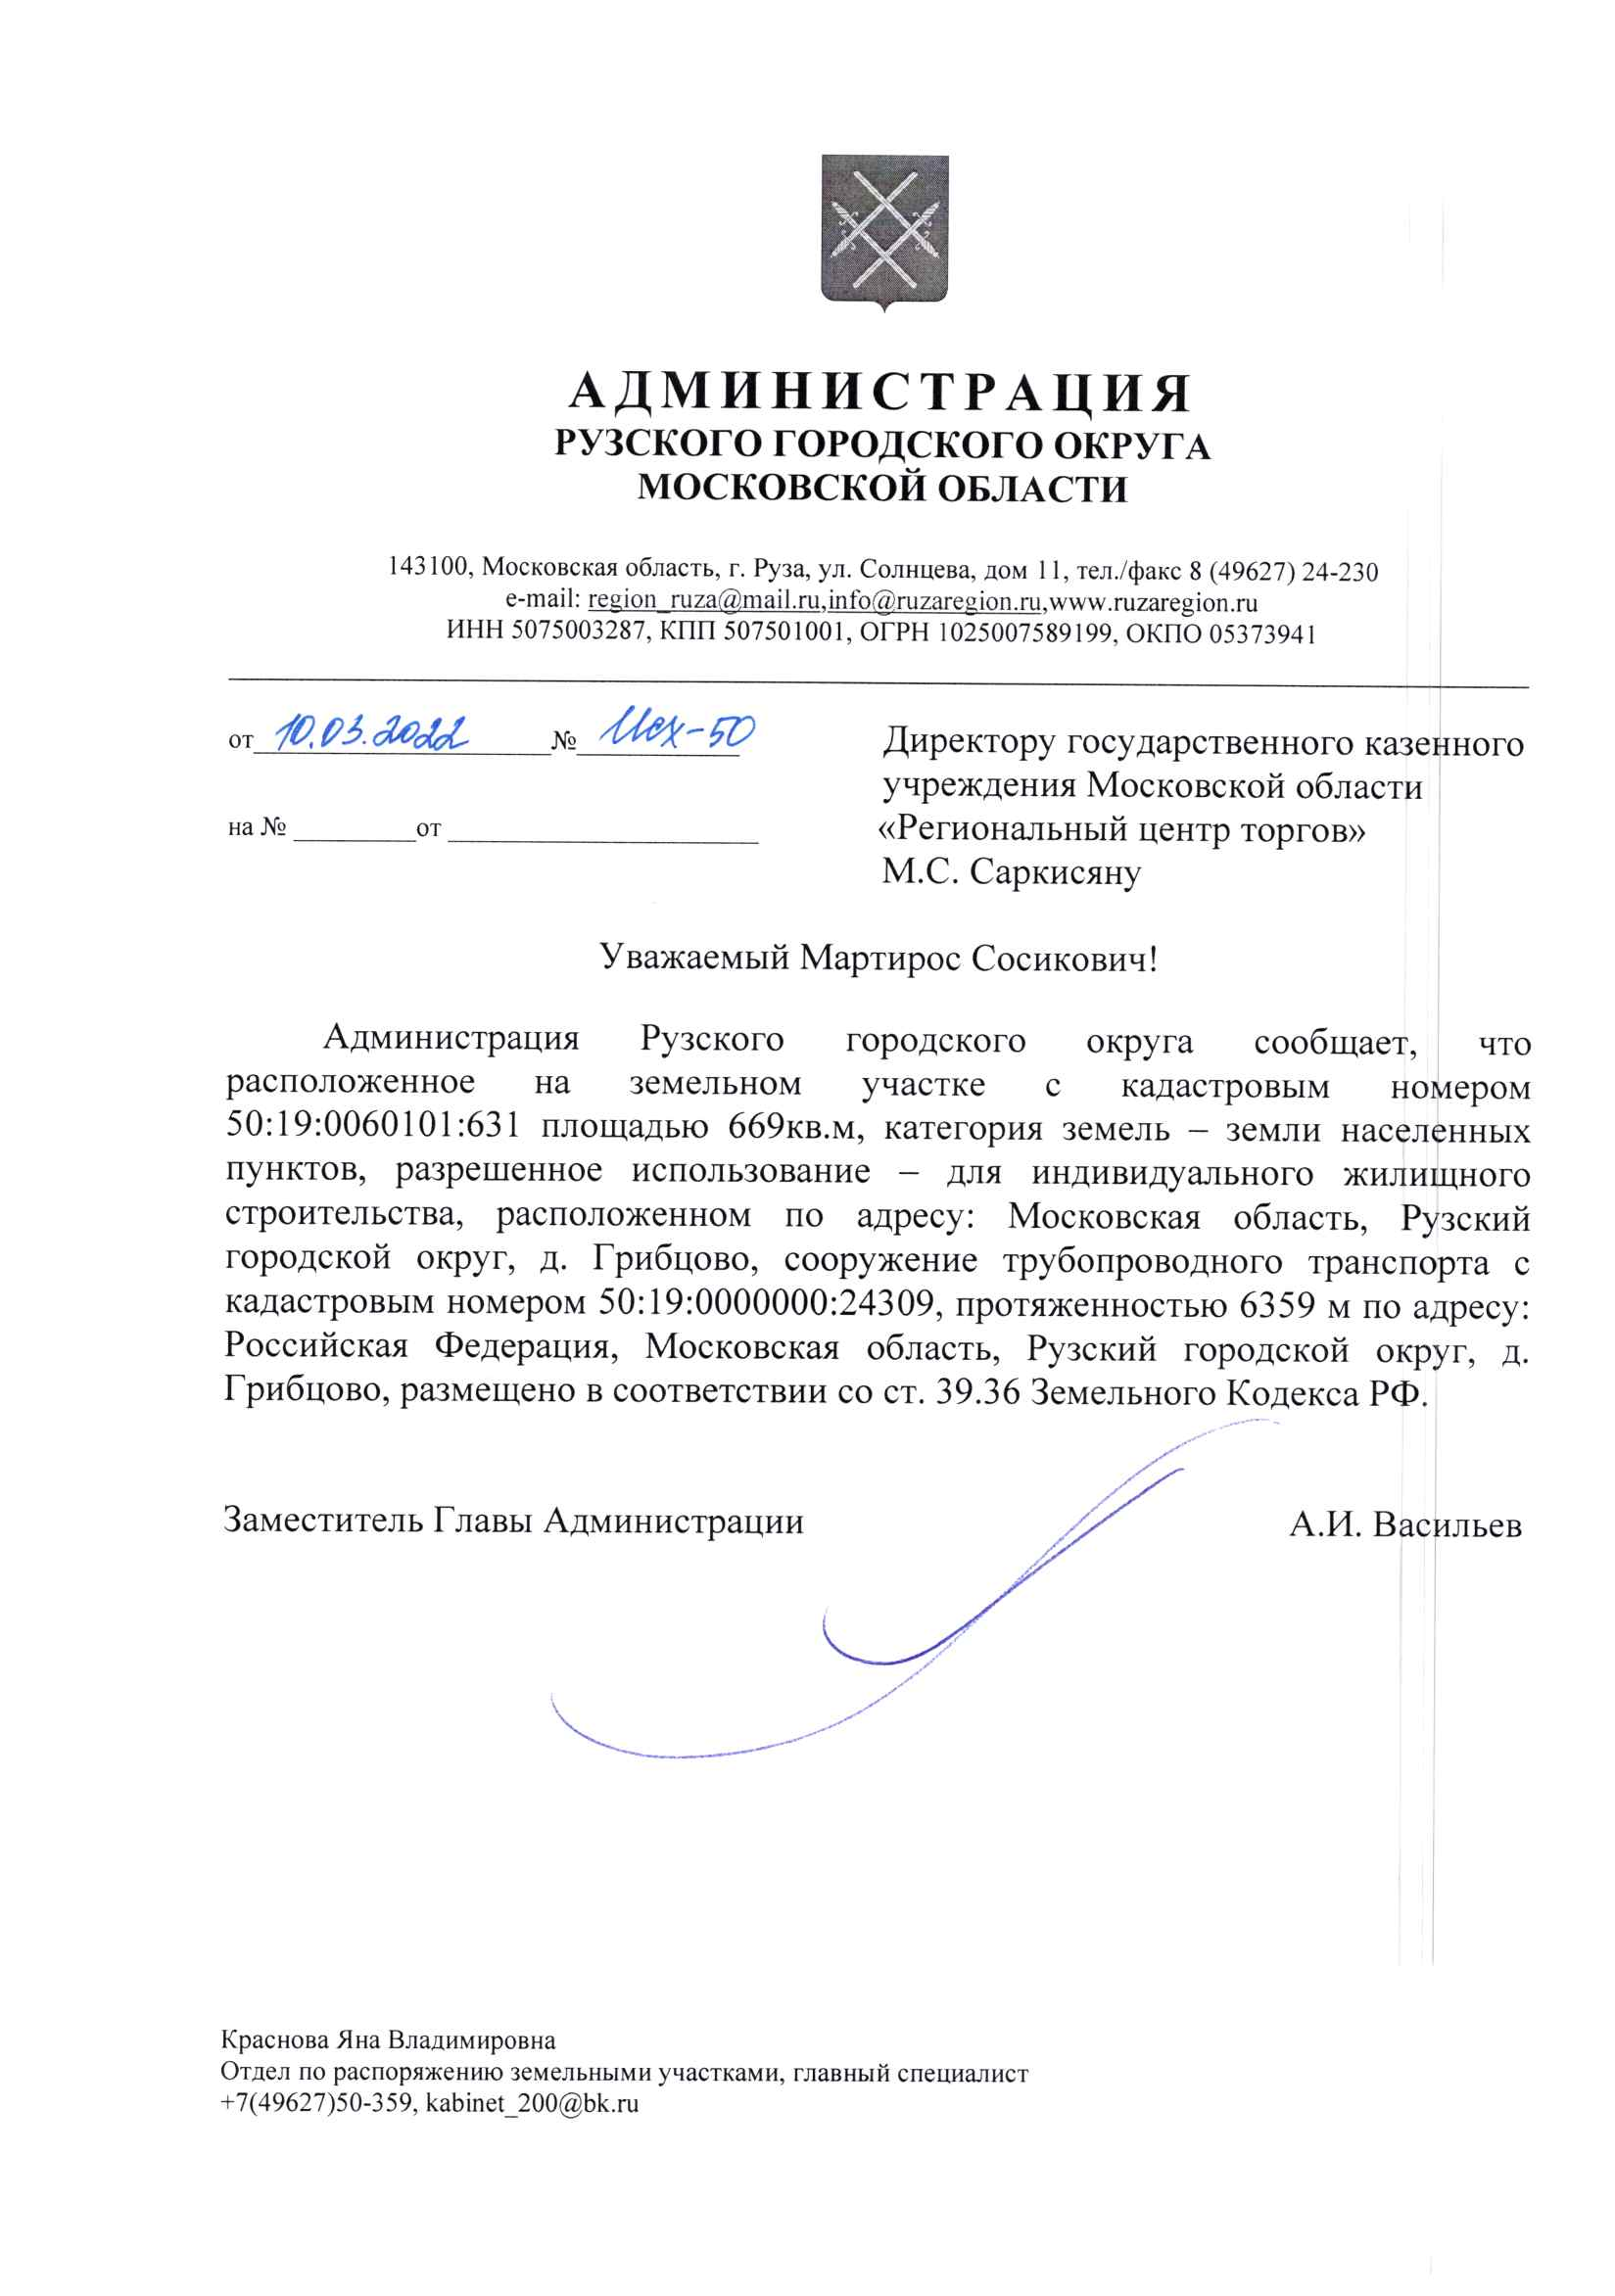 АДМИНИСТРАЦИЯ
РУЗСКОГО ГОРОДСКОГО ОКРУГА
МОСКОВСКОЙ ОБЛАСТИ
143100, Московская область, г. Руза, ул. Солнцева, дом 11, тел./факс 8 (49627) 24-230
e-mail: region_ruza@mail.ru,info@ruzaregion.ru,www.ruzaregion.ru
ИНН 5075003287, КПП 507501001, ОГРН 1025007589199, ОКПО 05373941
от 10.03.2022 № Исх-50
на № ________ от ____________________
Директору государственного казенного
учреждения Московской области
«Региональный центр торгов»
М.С. Саркисяну
Уважаемый Мартирос Сосикович!
Администрация Рузского городского округа сообщает, что
расположенное на земельном участке с кадастровым номером
50:19:0060101:631 площадью 669кв.м, категория земель – земли населенных
пунктов, разрешенное использование – для индивидуального жилищного
строительства, расположенном по адресу: Московская область, Рузский
городской округ, д. Грибцово, сооружение трубопроводного транспорта с
кадастровым номером 50:19:0000000:24309, протяженностью 6359 м по адресу:
Российская Федерация, Московская область, Рузский городской округ, д.
Грибцово, размещено в соответствии со ст. 39.36 Земельного Кодекса РФ.
Заместитель Главы Администрации А.И. Васильев
Краснова Яна Владимировна
Отдел по распоряжению земельными участками, главный специалист
+7(49627)50-359, kabinet_200@bk.ru